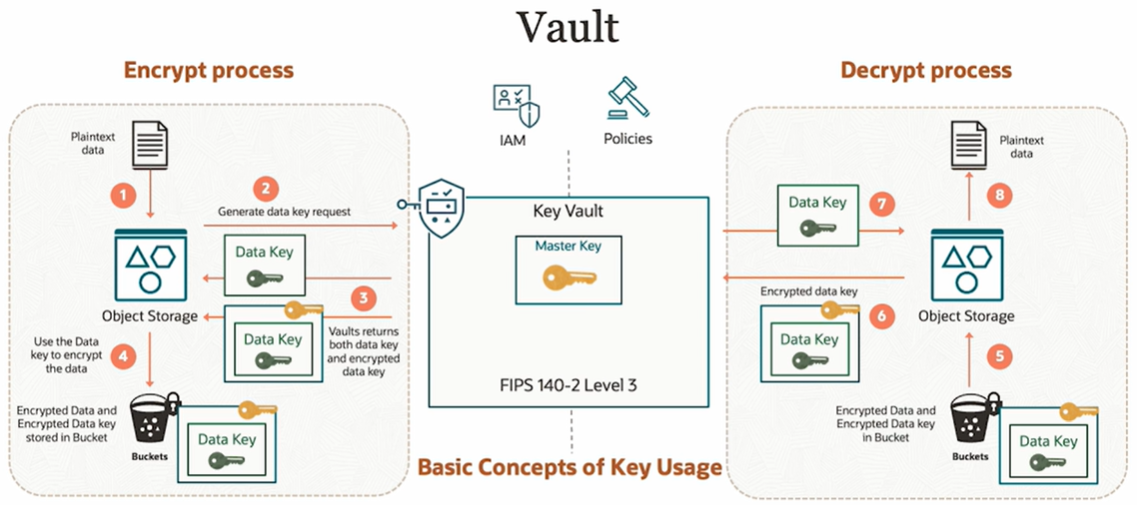 Vault
Encrypt process
Decrypt process
IAM
Policies
Plaintext
data
1
2
Generate data key request
Data Key
Object Storage
3
Data Key
Vaults returns
both data key
and encrypted
data key
Use the Data
key to encrypt
the data
4
Encrypted Data and
Encrypted Data key
stored in Bucket
Buckets
Data Key
Key Vault
Master Key
FIPS 140-2 Level 3
Basic Concepts of Key Usage
Plaintext
data
8
Data Key
7
Object Storage
Encrypted data key
6
Data Key
5
Encrypted Data and
Encrypted Data key
in Bucket
Buckets
Data Key